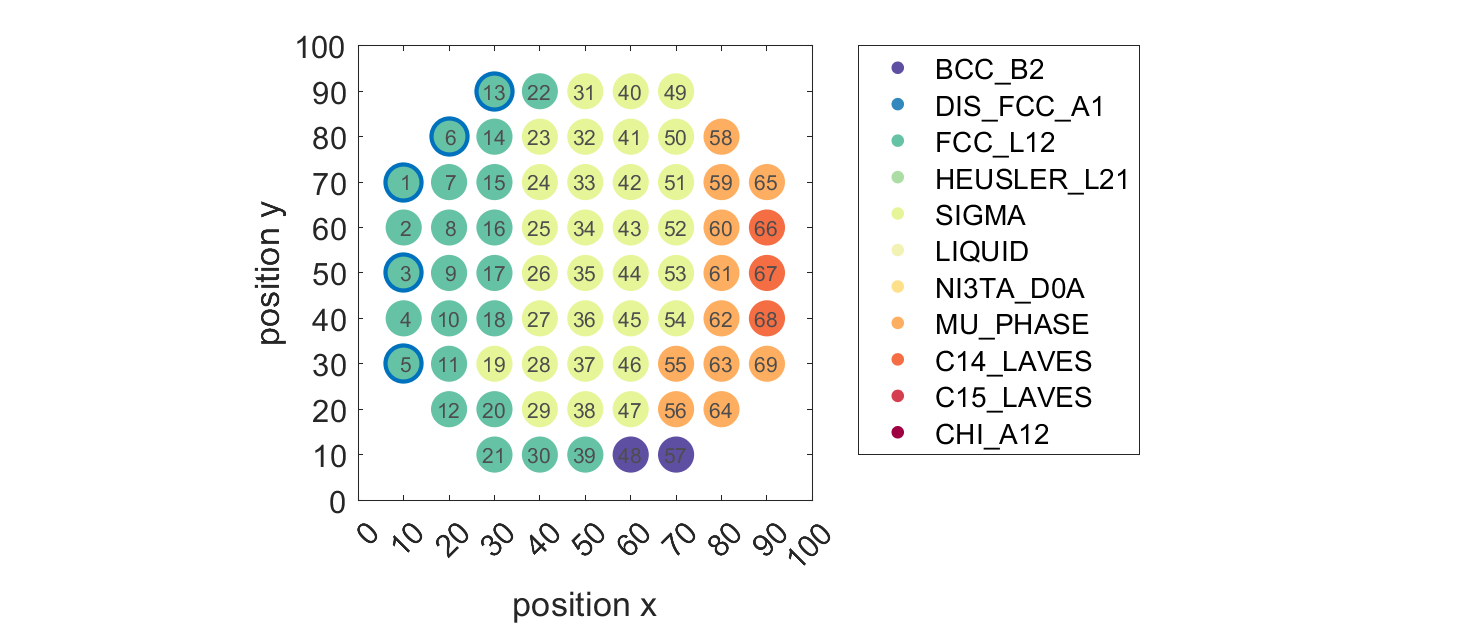 100
90
80
70
60
50
40
30
20
10
0
position y
13 22 31 40 49
6 14 23 32 41 50 58
1 7 15 24 33 42 51 59 65
2 8 16 25 34 43 52 60 66
3 9 17 26 35 44 53 61 67
4 10 18 27 36 45 54 62 68
5 11 19 28 37 46 55 63 69
12 20 29 38 47 56 64
21 30 39 48 57
0 10 20 30 40 50 60 70 80 90 100
position x
BCC_B2
DIS_FCC_A1
FCC_L12
HEUSLER_L21
SIGMA
LIQUID
NI3TA_D0A
MU_PHASE
C14_LAVES
C15_LAVES
CHI_A12